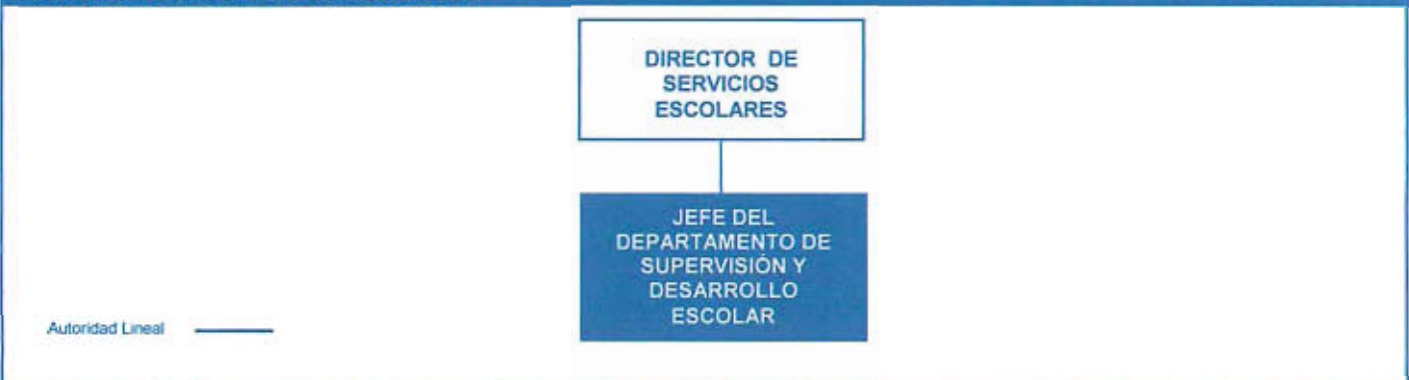 DIRECTOR DE
SERVICIOS
ESCOLARES
JEFE DEL
DEPARTAMENTO DE
SUPERVISIÓN Y
DESARROLLO
ESCOLAR
Autoridad Lineal